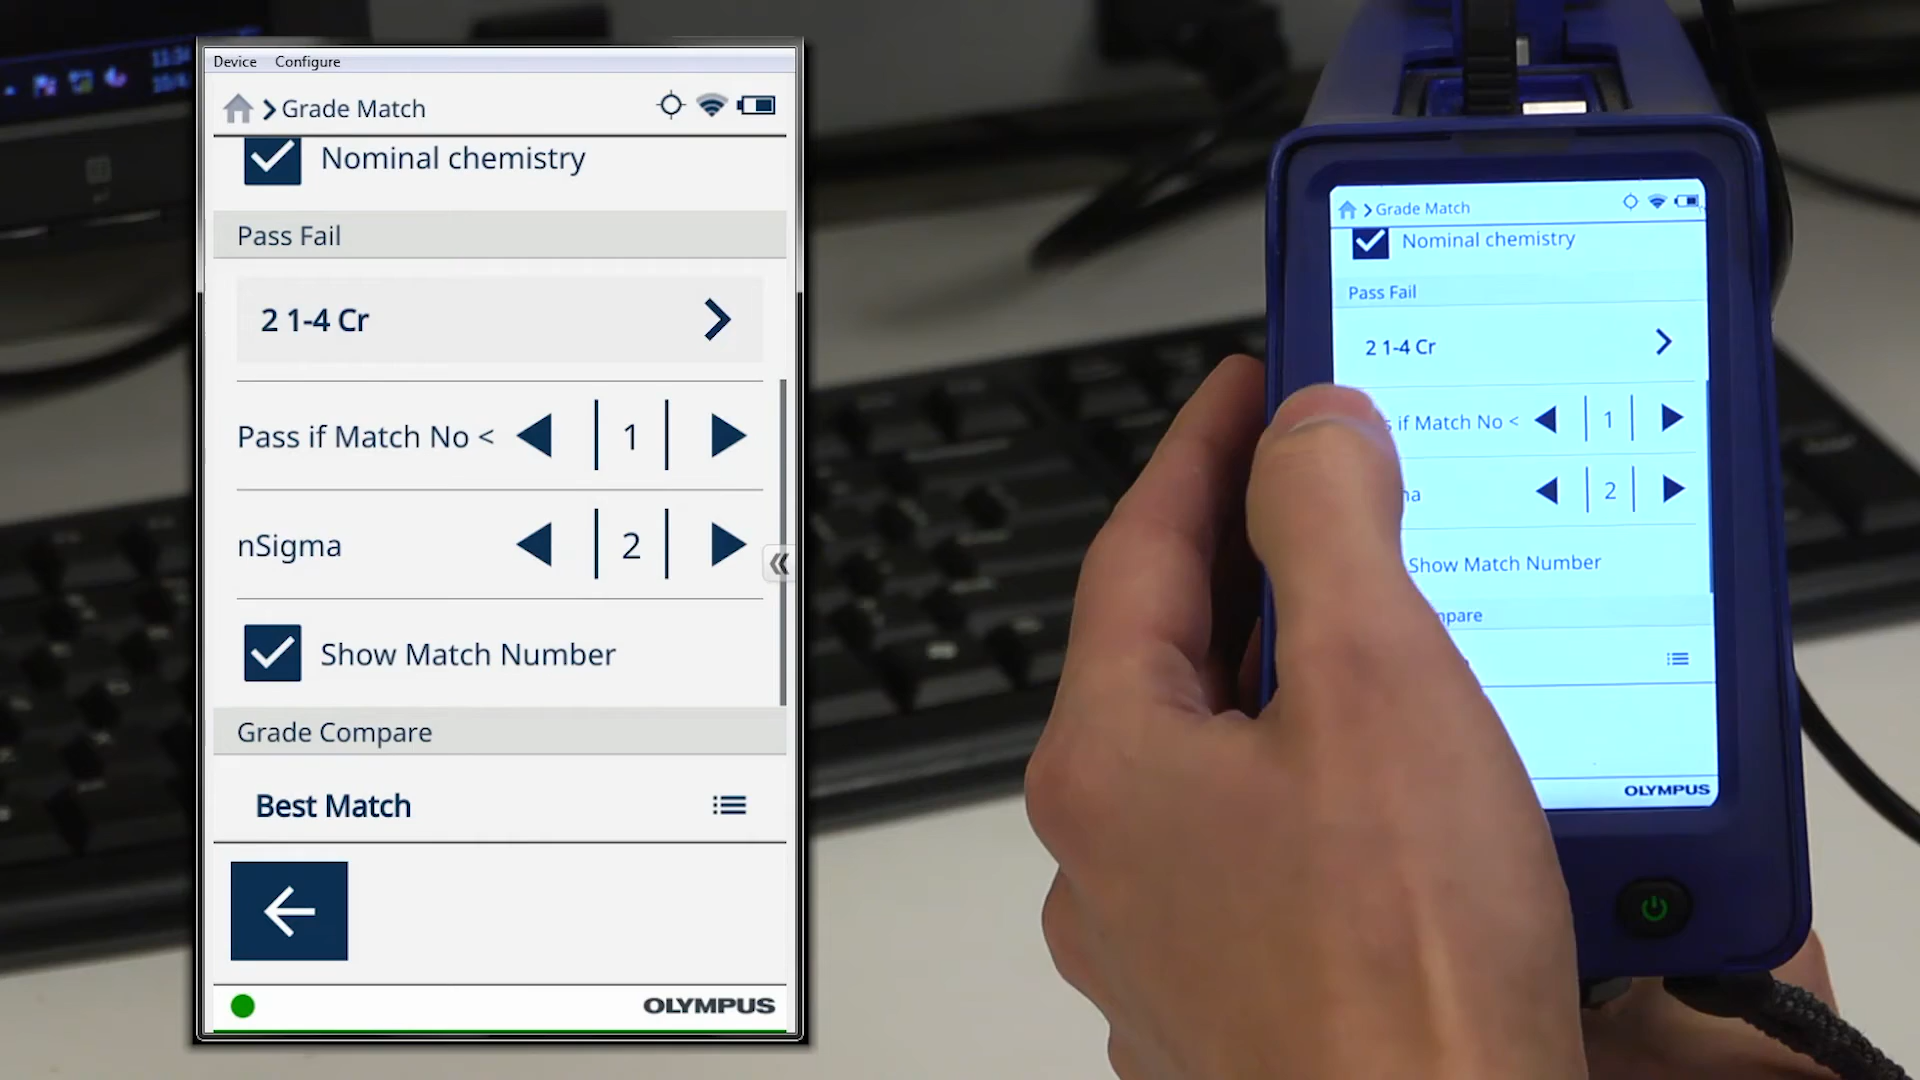 Device Configure
Grade Match
Nominal chemistry
Pass Fail
2 1-4 Cr
Pass if Match No < 1
nSigma 2
Show Match Number
Grade Compare
Best Match
OLYMPUS
Grade Match
Nominal chemistry
Pass Fail
2 1-4 Cr
if Match No < 1
2
Show Match Number
OLYMPUS